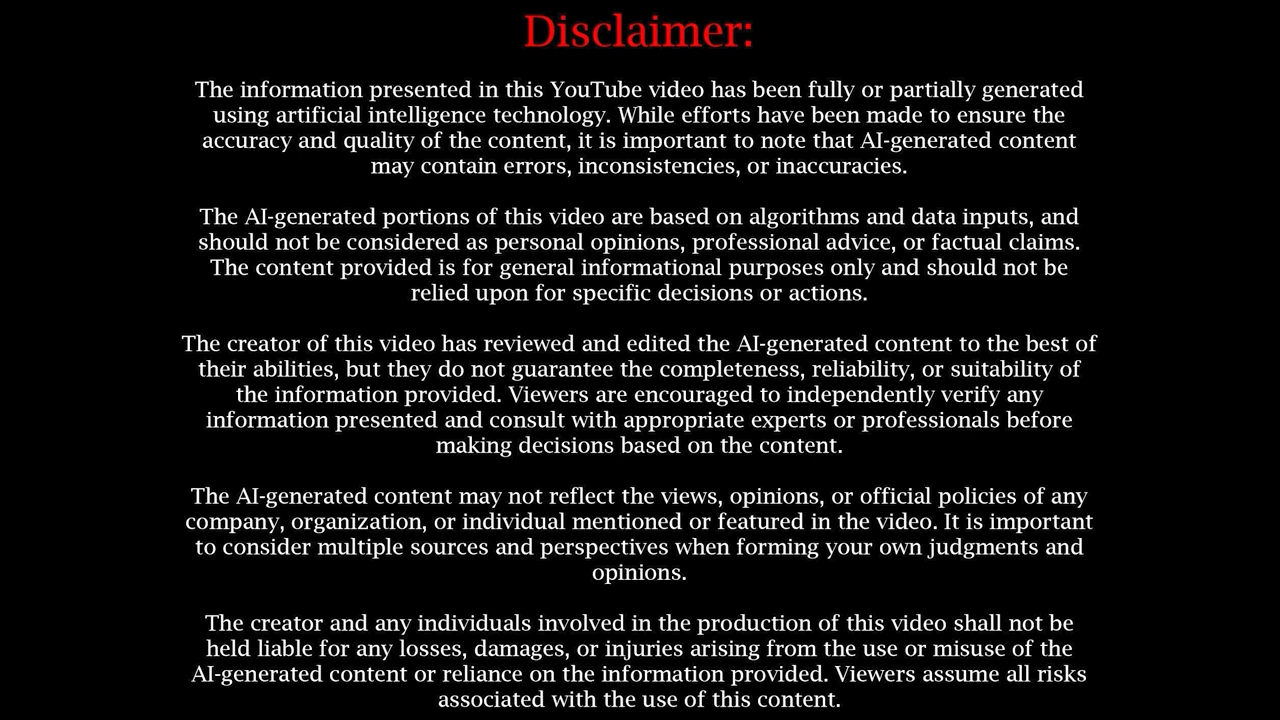 Disclaimer:
The information presented in this YouTube video has been fully or partially generated
using artificial intelligence technology. While efforts have been made to ensure the
accuracy and quality of the content, it is important to note that AI-generated content
may contain errors, inconsistencies, or inaccuracies.
The AI-generated portions of this video are based on algorithms and data inputs, and
should not be considered as personal opinions, professional advice, or factual claims.
The content provided is for general informational purposes only and should not be
relied upon for specific decisions or actions.
The creator of this video has reviewed and edited the AI-generated content to the best of
their abilities, but they do not guarantee the completeness, reliability, or suitability of
the information provided. Viewers are encouraged to independently verify any
information presented and consult with appropriate experts or professionals before
making decisions based on the content.
The AI-generated content may not reflect the views, opinions, or official policies of any
company, organization, or individual mentioned or featured in the video. It is important
to consider multiple sources and perspectives when forming your own judgments and
opinions.
The creator and any individuals involved in the production of this video shall not be
held liable for any losses, damages, or injuries arising from the use or misuse of the
AI-generated content or reliance on the information provided. Viewers assume all risks
associated with the use of this content.